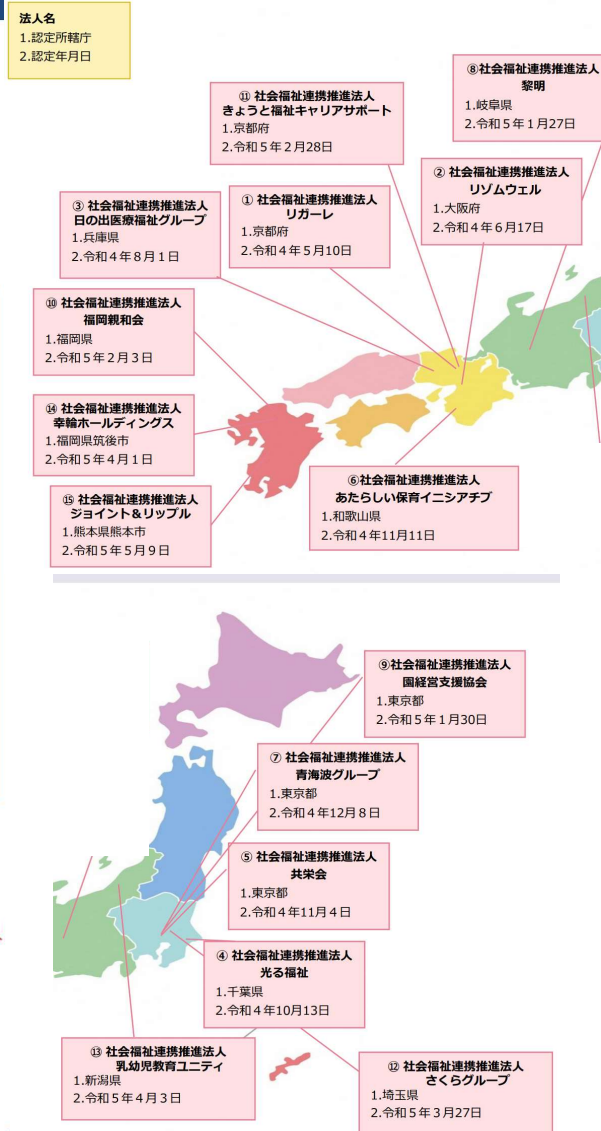 法人名
1.認定所轄庁
2.認定年月日
⑧社会福祉連携推進法人
黎明
1.岐阜県
2.令和5年1月27日
⑪ 社会福祉連携推進法人
きょうと福祉キャリアサポート
1.京都府
2.令和5年2月28日
② 社会福祉連携推進法人
リゾムウェル
1.大阪府
2.令和4年6月17日
③ 社会福祉連携推進法人
日の出医療福祉グループ
1.兵庫県
2.令和4年8月1日
① 社会福祉連携推進法人
リガーレ
1.京都府
2.令和4年5月10日
⑩ 社会福祉連携推進法人
福岡親和会
1.福岡県
2.令和5年2月3日
⑭ 社会福祉連携推進法人
幸輪ホールディングス
1.福岡県筑後市
2.令和5年4月1日
⑮ 社会福祉連携推進法人
ジョイント&リップル
1.熊本県熊本市
2.令和5年5月9日
⑥社会福祉連携推進法人
あたらしい保育イニシアチブ
1.和歌山県
2.令和4年11月11日
⑨社会福祉連携推進法人
園経営支援協会
1.東京都
2.令和5年1月30日
⑦ 社会福祉連携推進法人
青海波グループ
1.東京都
2.令和4年12月8日
⑤ 社会福祉連携推進法人
共栄会
1.東京都
2.令和4年11月4日
④ 社会福祉連携推進法人
光る福祉
1.千葉県
2.令和4年10月13日
⑬ 社会福祉連携推進法人
乳幼児教育ユニティ
1.新潟県
2.令和5年4月3日
⑫ 社会福祉連携推進法人
さくらグループ
1.埼玉県
2.令和5年3月27日